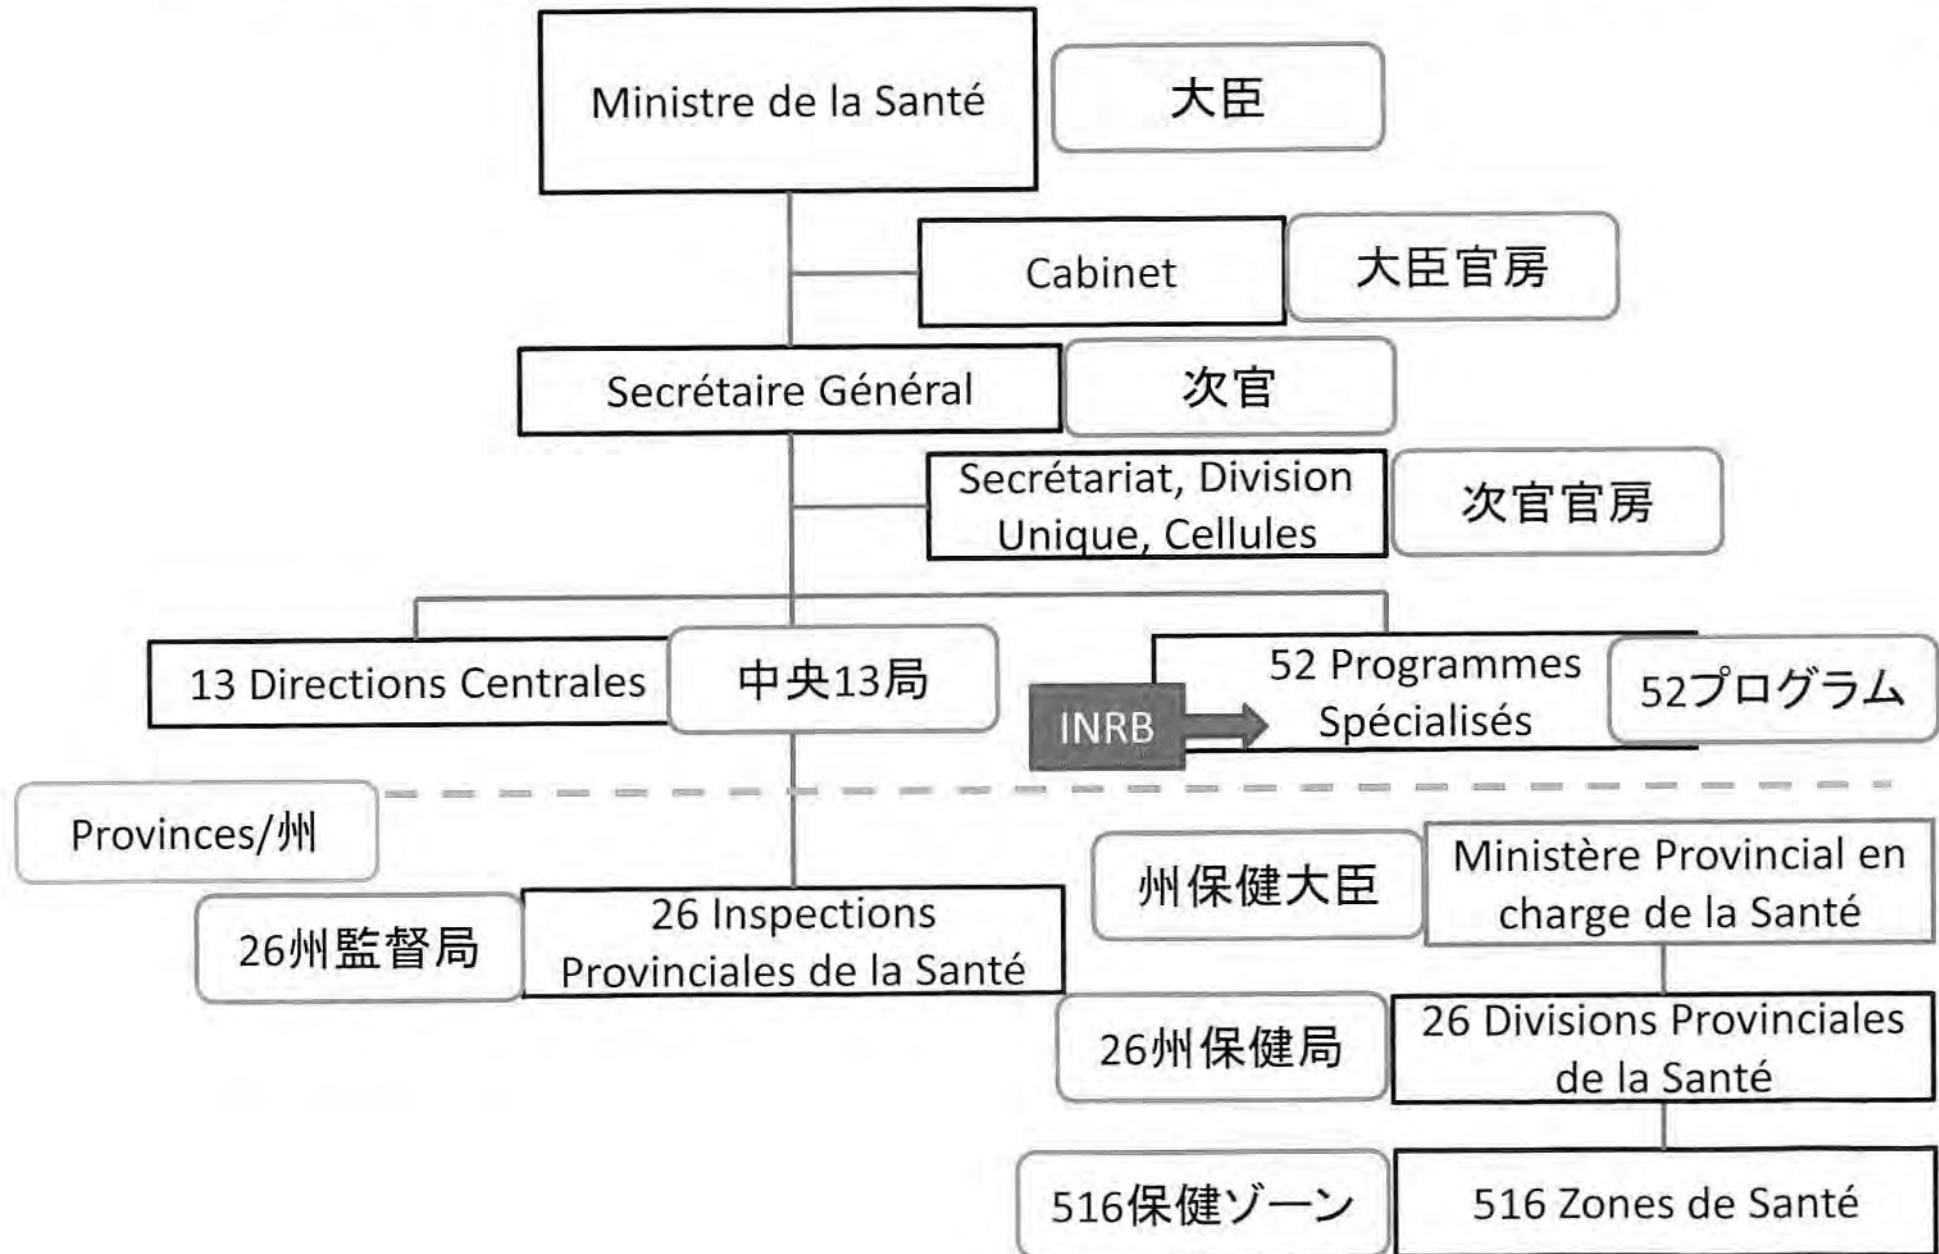 Ministre de la Santé
大臣
Cabinet
大臣官房
Secrétaire Général
次官
Secrétariat, Division
Unique, Cellules
次官官房
13 Directions Centrales
中央13局
INRB
52 Programmes
Spécialisés
52プログラム
Provinces/州
26州監督局
26 Inspections
Provinciales de la Santé
州保健大臣
Ministère Provincial en
charge de la Santé
26州保健局
26 Divisions Provinciales
de la Santé
516保健ゾーン
516 Zones de Santé